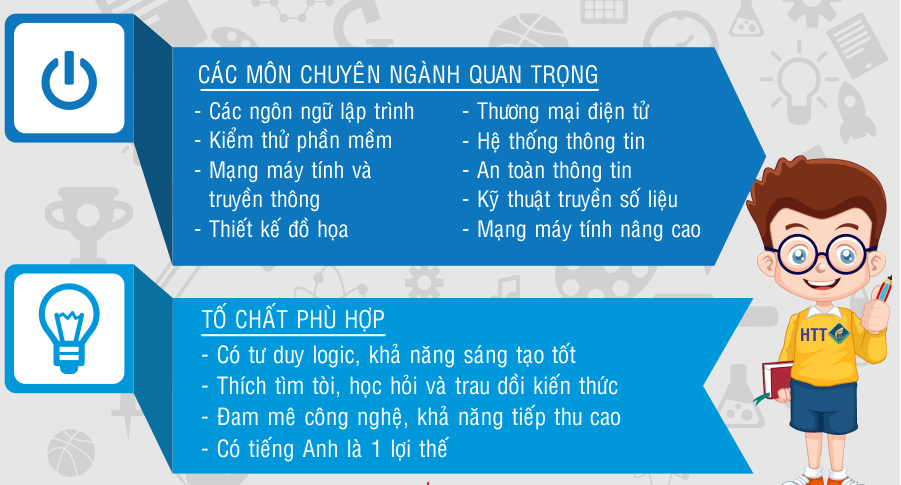 CÁC MÔN CHUYÊN NGÀNH QUAN TRỌNG
- Các ngôn ngữ lập trình
- Kiểm thử phần mềm
- Mạng máy tính và
truyền thông
- Thiết kế đồ họa
- Thương mại điện tử
- Hệ thống thông tin
- An toàn thông tin
- Kỹ thuật truyền số liệu
- Mạng máy tính nâng cao
HTT
TỐ CHẤT PHÙ HỢP
- Có tư duy logic, khả năng sáng tạo tốt
- Thích tìm tòi, học hỏi và trau dồi kiến thức
- Đam mê công nghệ, khả năng tiếp thu cao
- Có tiếng Anh là 1 lợi thế